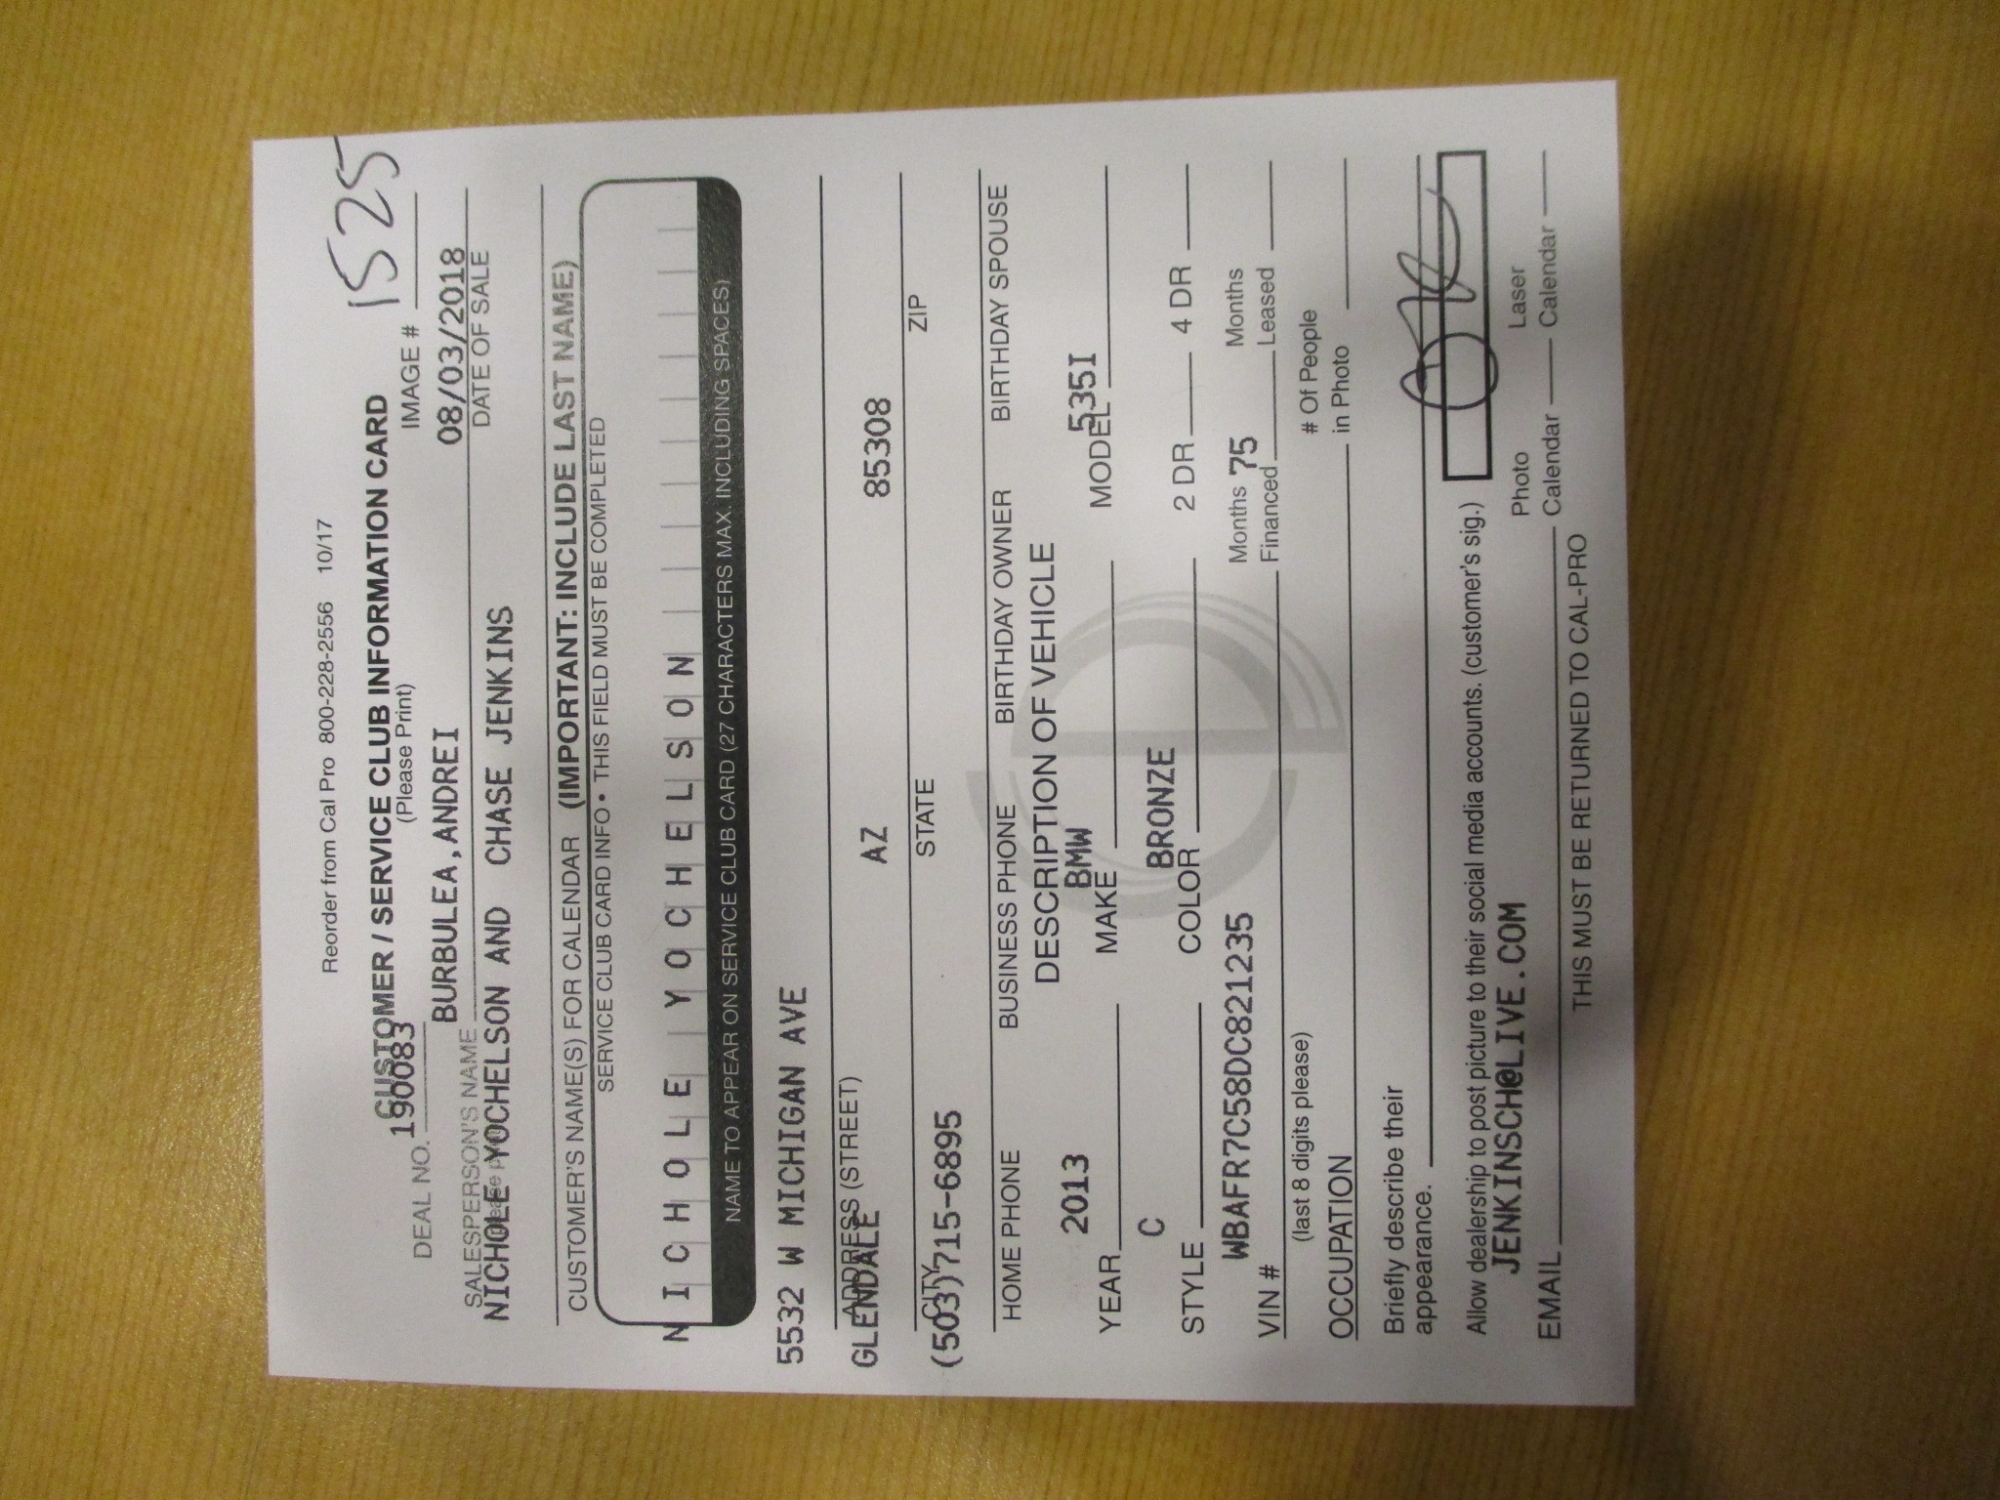 Reorder from Cal Pro 800-228-2556 10/17
CUSTOMER / SERVICE CLUB INFORMATION CARD
(Please Print)
DEAL NO. 190083 IMAGE # 1525
BURBULEA,ANDREI 08/03/2018
SALESPERSON'S NAME DATE OF SALE
NICHOLE YOCHELSON AND CHASE JENKINS
CUSTOMER'S NAME(S) FOR CALENDAR (IMPORTANT: INCLUDE LAST NAME)
SERVICE CLUB CARD INFO • THIS FIELD MUST BE COMPLETED
NICHOLE YOCHELSON
NAME TO APPEAR ON SERVICE CLUB CARD (27 CHARACTERS MAX. INCLUDING SPACES)
5532 W MICHIGAN AVE
ADDRESS (STREET)
GLENDALE AZ 85308
CITY STATE ZIP
(503)715-6895
HOME PHONE BUSINESS PHONE BIRTHDAY OWNER BIRTHDAY SPOUSE
DESCRIPTION OF VEHICLE
YEAR 2013 MAKE BMW MODEL 535I
STYLE C COLOR BRONZE 2 DR 4 DR
VIN # WBAFR7C58DC821235 Months Financed 75 Months Leased
(last 8 digits please)
OCCUPATION # Of People in Photo
Briefly describe their
appearance.
Allow dealership to post picture to their social media accounts. (customer's sig.)
EMAIL JENKINSCH@LIVE.COM Photo Calendar Laser Calendar
THIS MUST BE RETURNED TO CAL-PRO